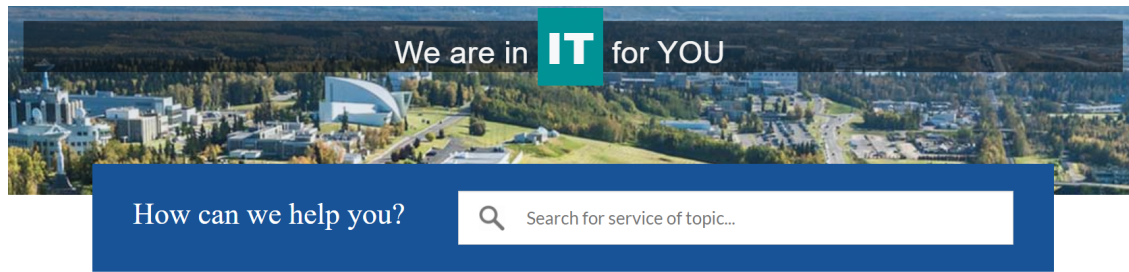 We are in IT for YOU
How can we help you?
Search for service of topic...